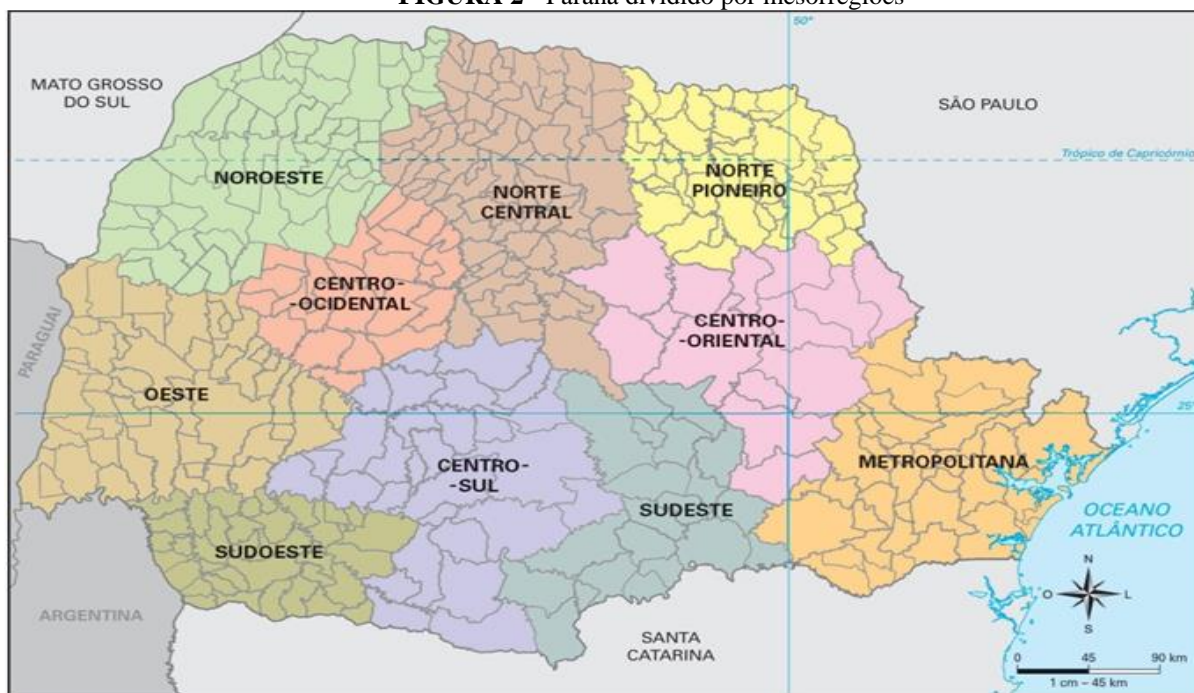 FIGURA 2 - Paraná dividido por mesorregiões
50°
MATO GROSSO
DO SUL
SÃO PAULO
Trópico de Capricórnio
NOROESTE
NORTE
CENTRAL
NORTE
PIONEIRO
CENTRO-
-OCIDENTAL
CENTRO-
-ORIENTAL
PARAGUAI
OESTE
25°
CENTRO-
-SUL
METROPOLITANA
SUDESTE
OCEANO
ATLÂNTICO
SUDOESTE
ARGENTINA
SANTA
CATARINA
N
O
L
S
0 45 90 km
1 cm – 45 km